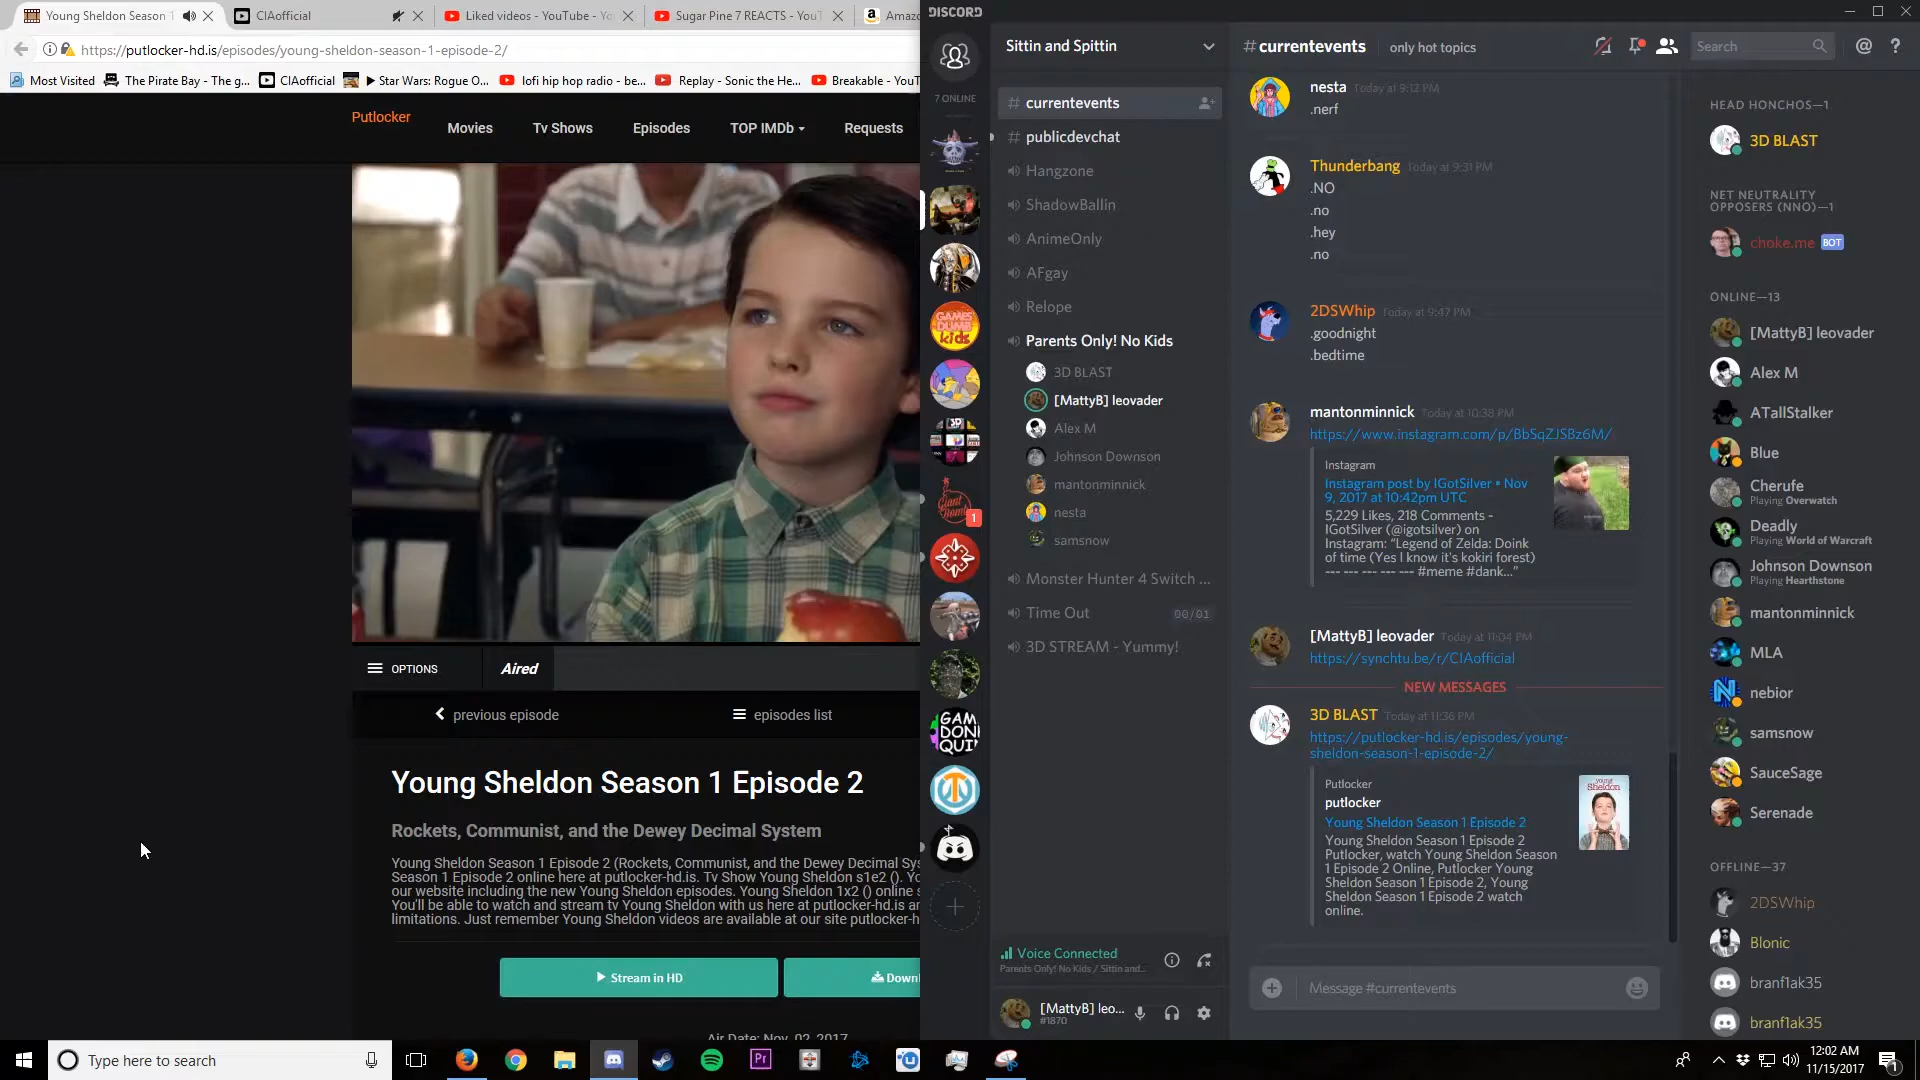 Young Sheldon Season 1
CIAofficial
Liked videos - YouTube - Yo
Sugar Pine 7 REACTS - YouT
Amazo
https://putlocker-hd.is/episodes/young-sheldon-season-1-episode-2/
Most Visited
The Pirate Bay - The g...
CIAofficial
Star Wars: Rogue O...
lofi hip hop radio - be...
Replay - Sonic the He...
Breakable - YouT
Putlocker
Movies
Tv Shows
Episodes
TOP IMDb
Requests
OPTIONS
Aired
previous episode
episodes list
Young Sheldon Season 1 Episode 2
Rockets, Communist, and the Dewey Decimal System
Young Sheldon Season 1 Episode 2 (Rockets, Communist, and the Dewey Decimal Sys
Season 1 Episode 2 online here at putlocker-hd.is. Tv Show Young Sheldon s1e2 (). Yo
our website including the new Young Sheldon episodes. Young Sheldon 1x2 () online s
You'll be able to watch and stream tv Young Sheldon with us here at putlocker-hd.is an
limitations. Just remember Young Sheldon videos are available at our site putlocker-h
Stream in HD
Downl
Air Date: Nov. 02, 2017
DISCORD
7 ONLINE
GAMES
DUMB
kids
Giant
Bomb
1
GAM
DON
QUI
Sittin and Spittin
# currentevents
# publicdevchat
Hangzone
ShadowBallin
AnimeOnly
AFgay
Relope
Parents Only! No Kids
3D BLAST
[MattyB] leovader
Alex M
Johnson Downson
mantonminnick
nesta
samsnow
Monster Hunter 4 Switch ...
Time Out 00/01
3D STREAM - Yummy!
Voice Connected
Parents Only! No Kids / Sittin and...
[MattyB] leo...
#1870
# currentevents
only hot topics
Search
nesta Today at 9:12 PM
.nerf
Thunderbang Today at 9:31 PM
.NO
.no
.hey
.no
2DSWhip Today at 9:47 PM
.goodnight
.bedtime
mantonminnick Today at 10:38 PM
https://www.instagram.com/p/BbSqZJSBz6M/
Instagram
Instagram post by IGotSilver • Nov
9, 2017 at 10:42pm UTC
5,229 Likes, 218 Comments -
IGotSilver (@igotsilver) on
Instagram: “Legend of Zelda: Doink
of time (Yes I know it's kokiri forest)
--- --- --- --- --- #meme #dank...”
[MattyB] leovader Today at 11:04 PM
https://synchtu.be/r/CIAofficial
NEW MESSAGES
3D BLAST Today at 11:36 PM
https://putlocker-hd.is/episodes/young-
sheldon-season-1-episode-2/
Putlocker
putlocker
Young Sheldon Season 1 Episode 2
Young Sheldon Season 1 Episode 2
Putlocker, watch Young Sheldon Season
1 Episode 2 Online, Putlocker Young
Sheldon Season 1 Episode 2, Young
Sheldon Season 1 Episode 2 watch
online.
young
Sheldon
Message #currentevents
HEAD HONCHOS—1
3D BLAST
NET NEUTRALITY
OPPOSERS (NNO)—1
choke.me BOT
ONLINE—13
[MattyB] leovader
Alex M
ATallStalker
Blue
Cherufe
Playing Overwatch
Deadly
Playing World of Warcraft
Johnson Downson
Playing Hearthstone
mantonminnick
MLA
nebior
samsnow
SauceSage
Serenade
OFFLINE—37
2DSWhip
Blonic
branf1ak35
branf1ak35
Type here to search
Pr
12:02 AM
11/15/2017
1